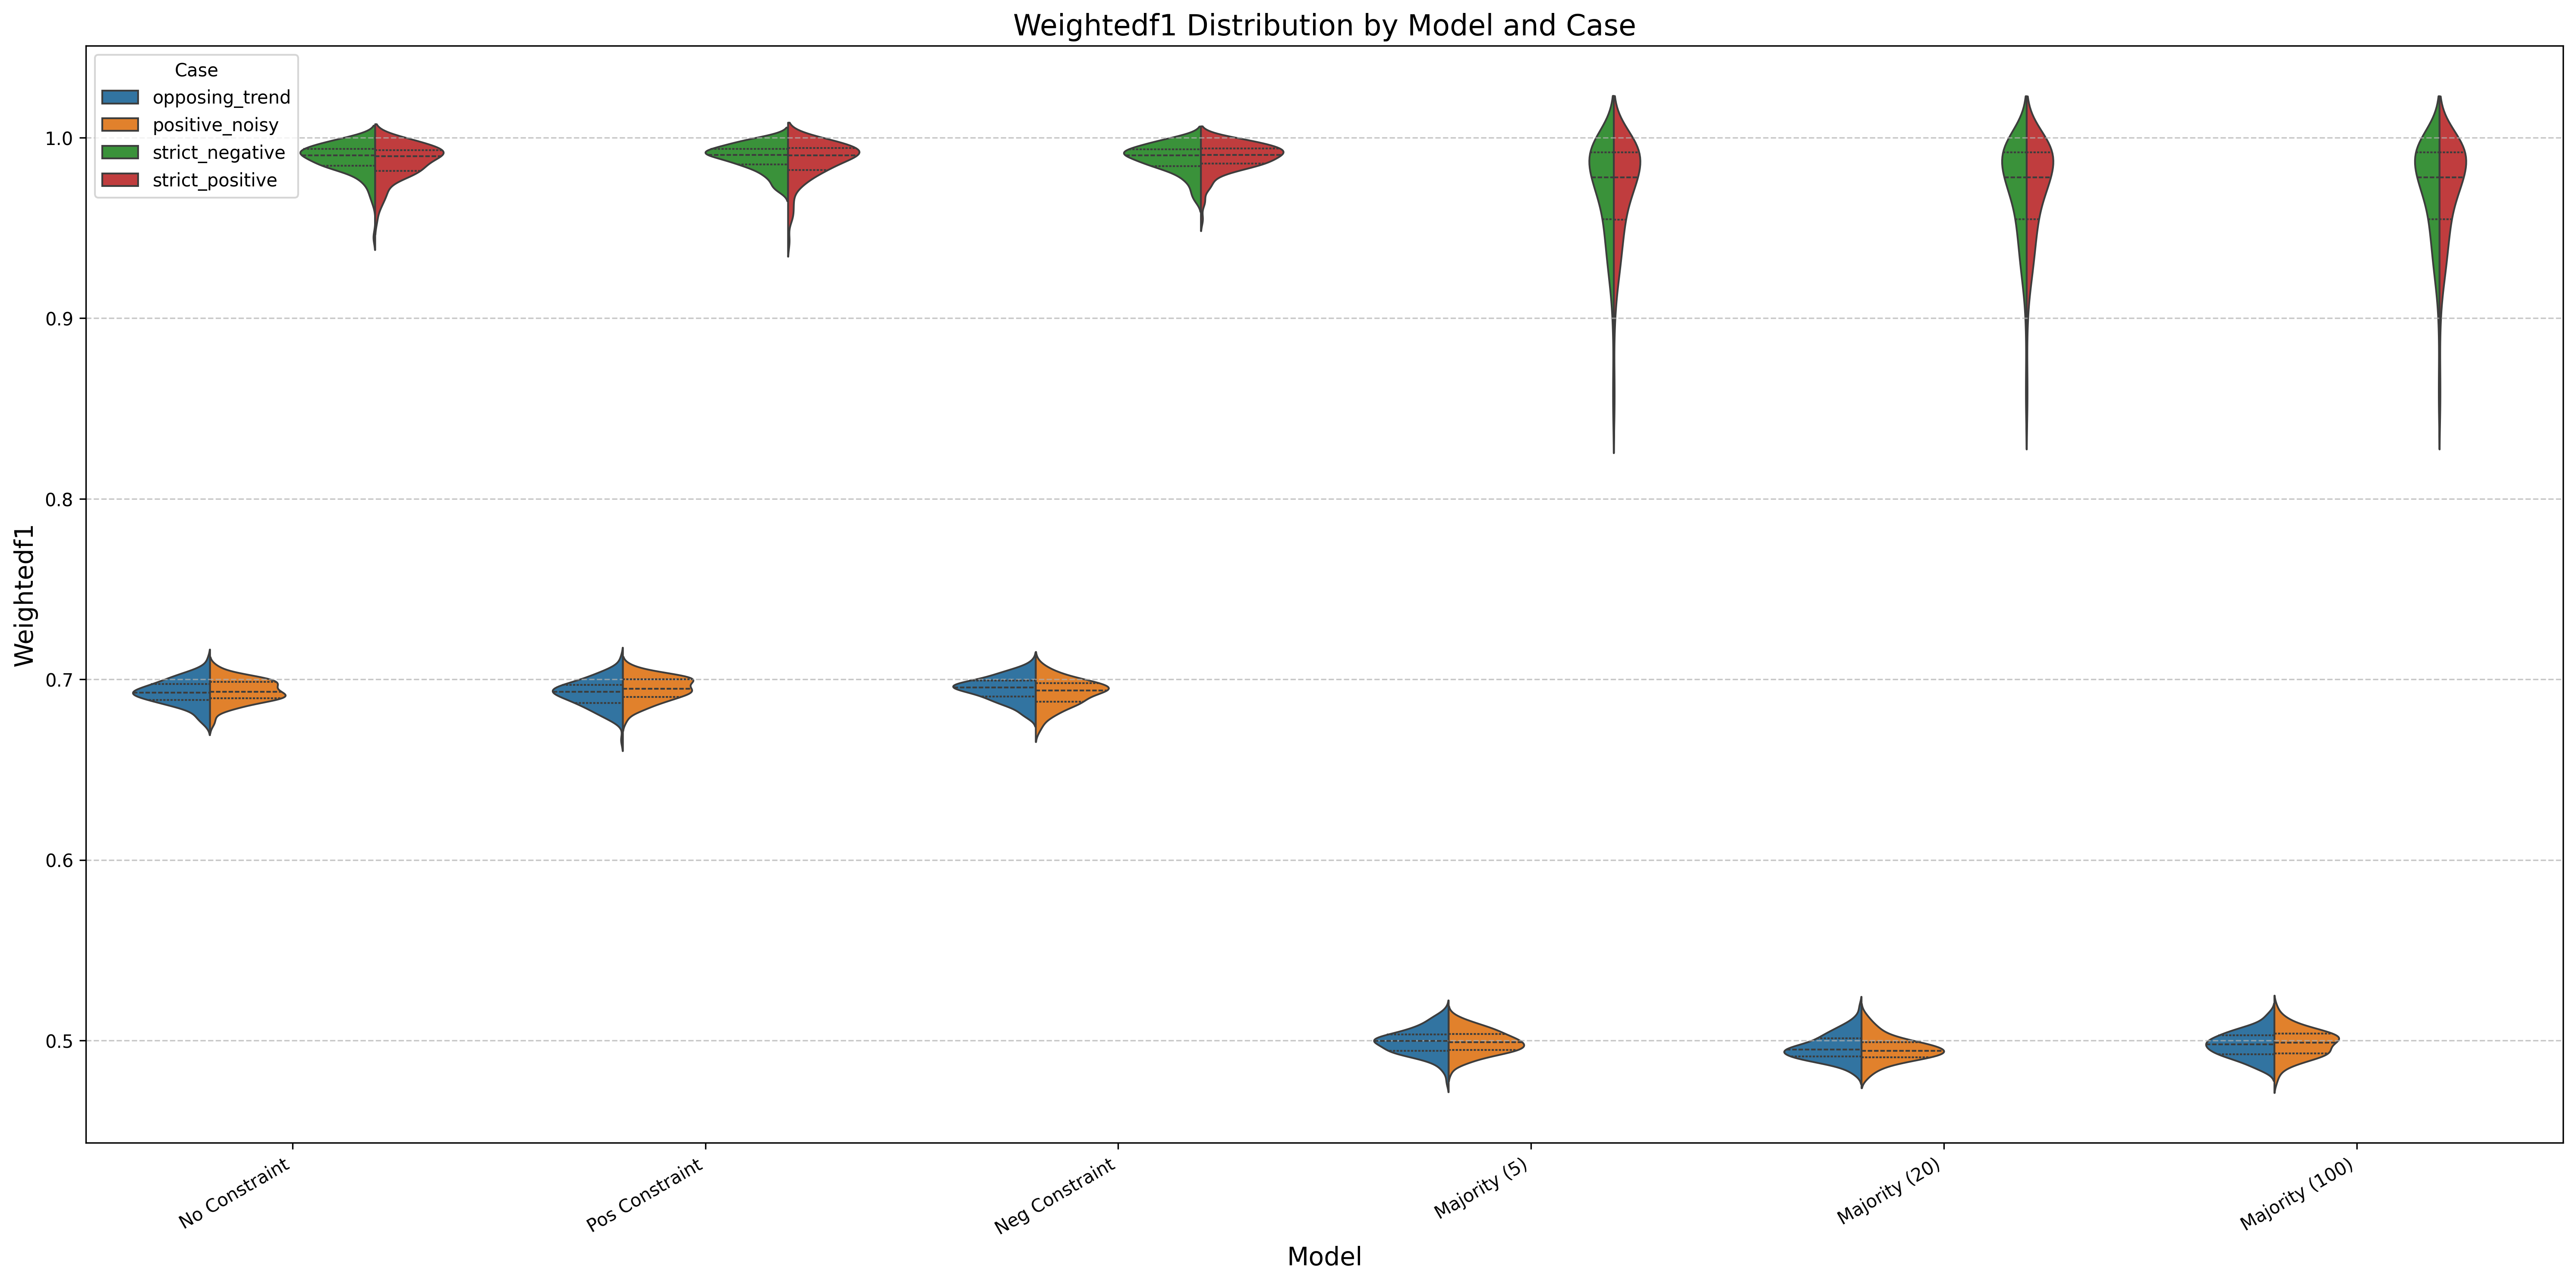 Weightedf1 Distribution by Model and Case
Case
opposing_trend
positive_noisy
strict_negative
strict_positive
1.0
0.9
0.8
0.7
0.6
0.5
Weightedf1
No Constraint
Pos Constraint
Neg Constraint
Majority (5)
Majority (20)
Majority (100)
Model